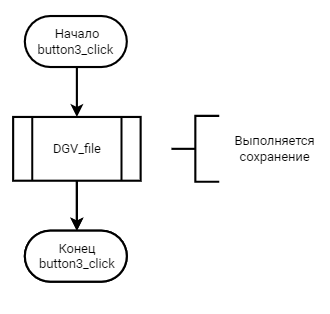 Начало
button3_click
DGV_file
Выполняется
сохранение
Конец
button3_click